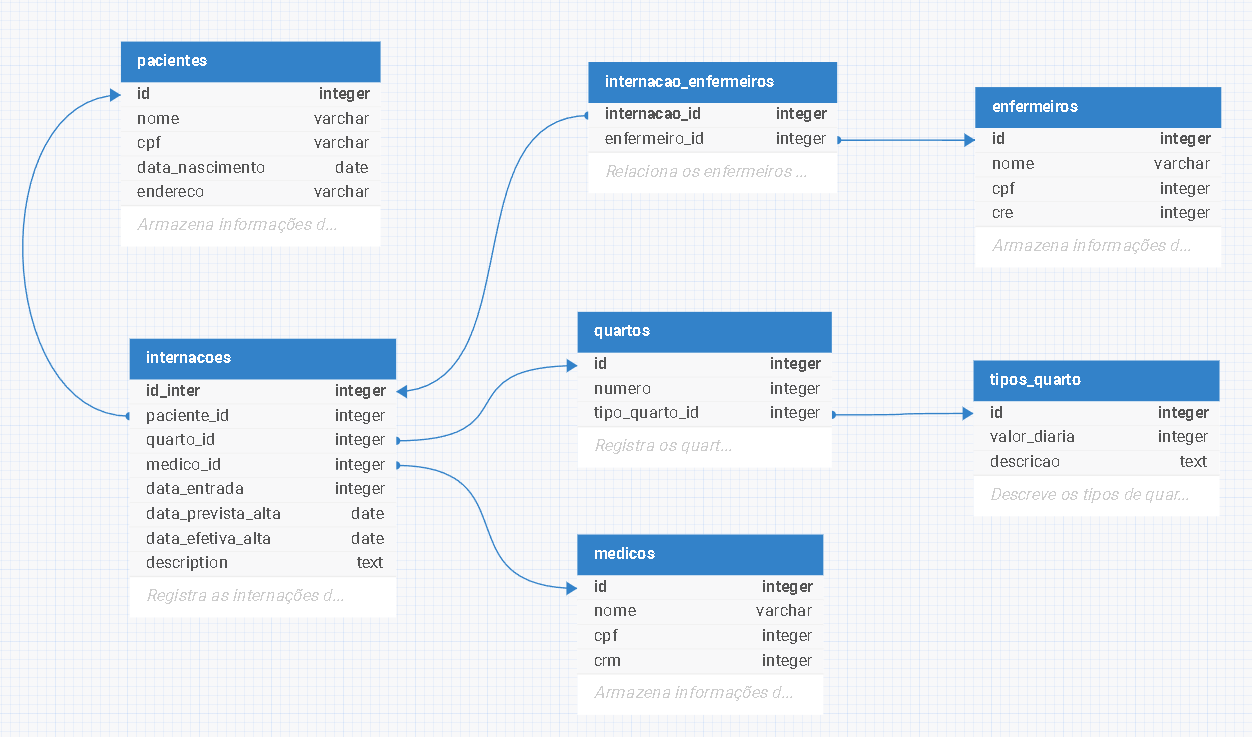 pacientes
id integer
nome varchar
cpf varchar
data_nascimento date
endereco varchar
Armazena informações d...
internacao_enfermeiros
internacao_id integer
enfermeiro_id integer
Relaciona os enfermeiros ...
enfermeiros
id integer
nome varchar
cpf integer
cre integer
Armazena informações d...
internacoes
id_inter integer
paciente_id integer
quarto_id integer
medico_id integer
data_entrada integer
data_prevista_alta date
data_efetiva_alta date
description text
Registra as internações d...
quartos
id integer
numero integer
tipo_quarto_id integer
Registra os quart...
tipos_quarto
id integer
valor_diaria integer
descricao text
Descreve os tipos de quar...
medicos
id integer
nome varchar
cpf integer
crm integer
Armazena informações d...